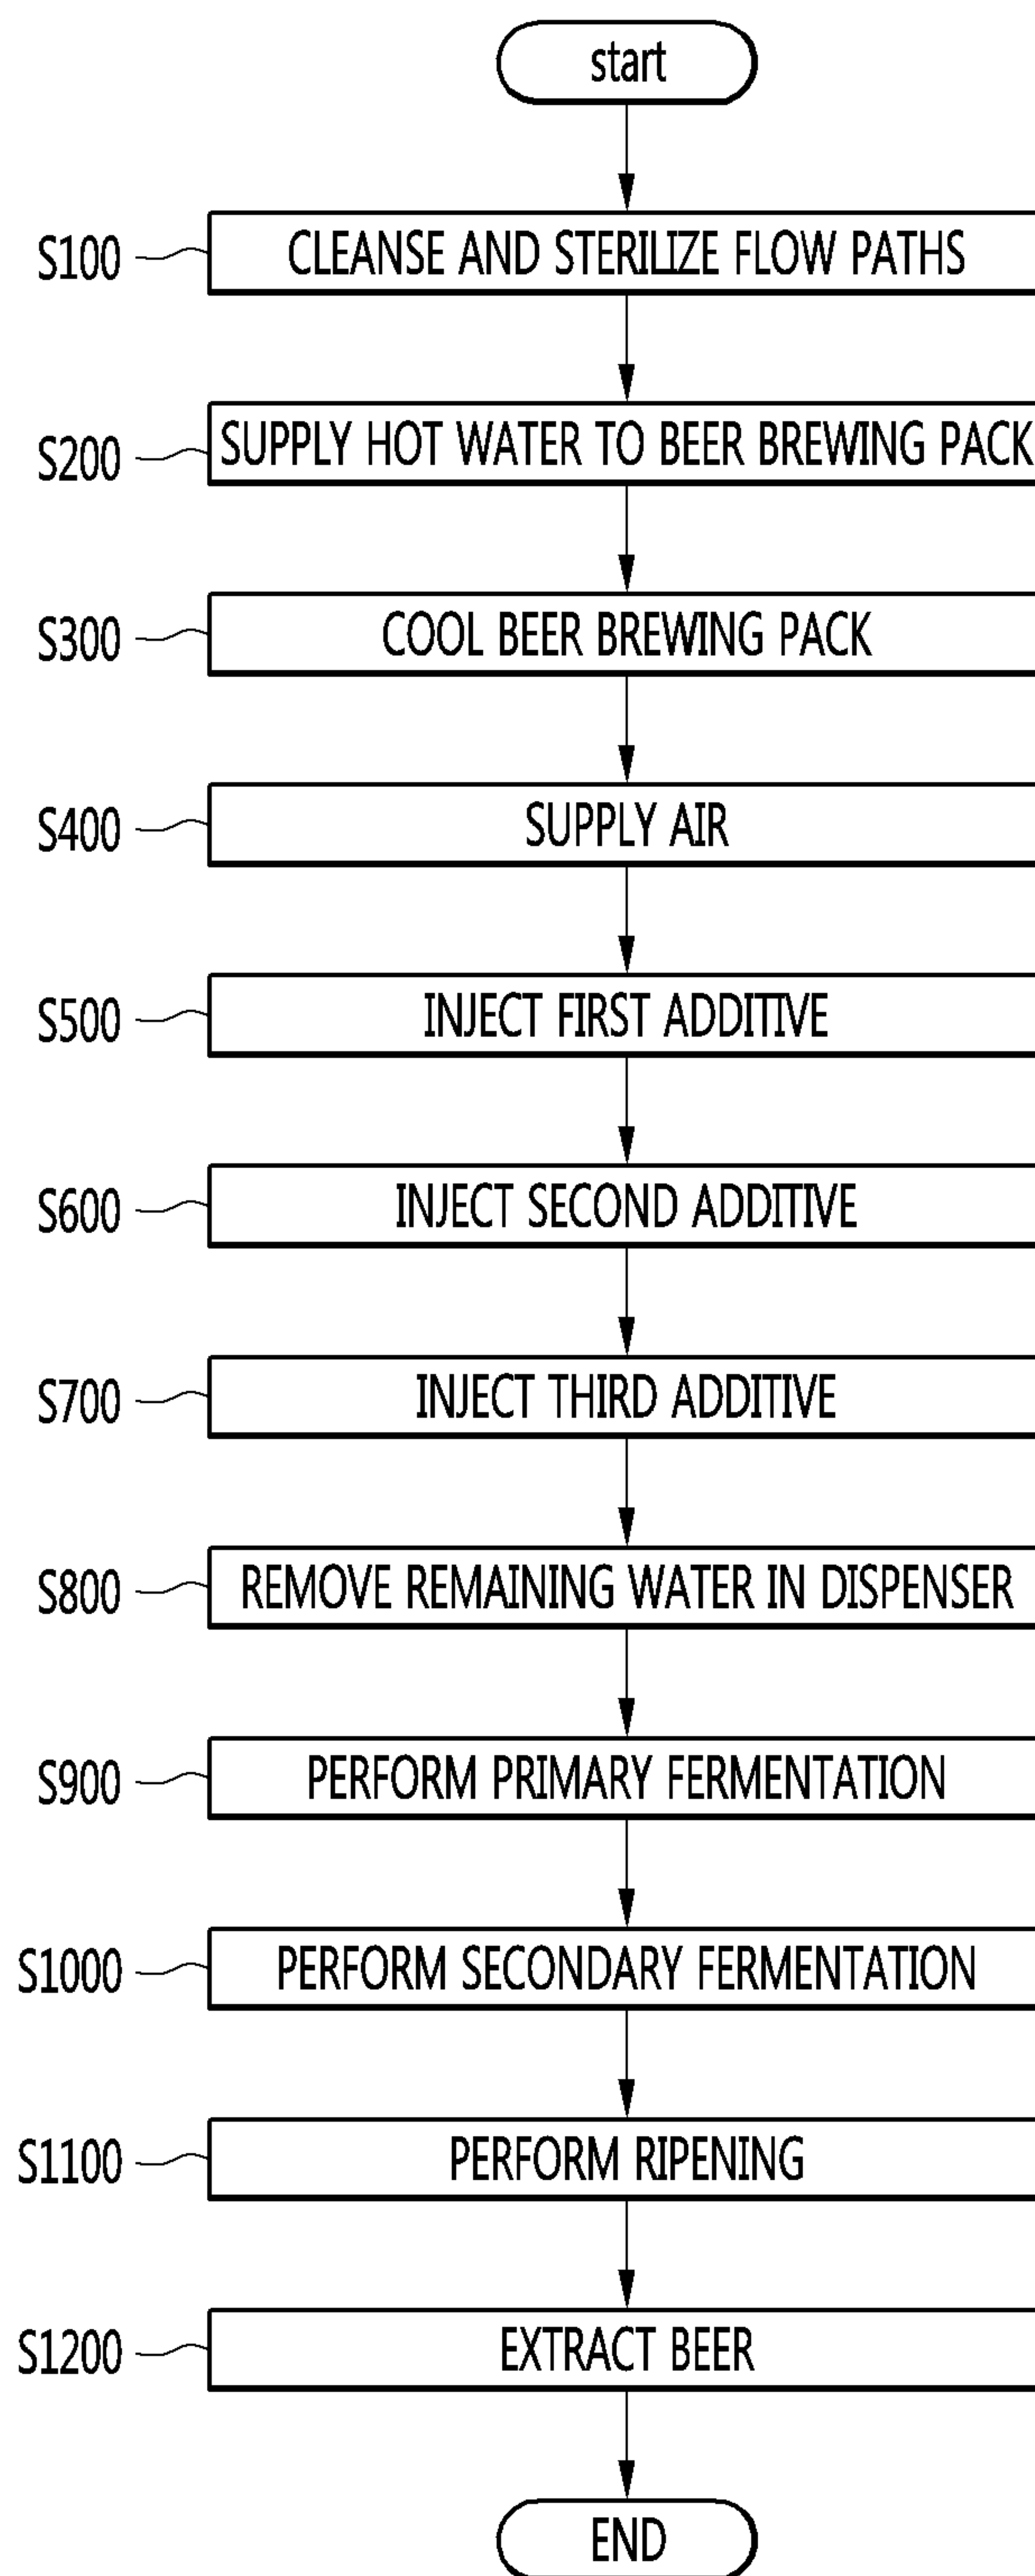 start
S100 CLEANSE AND STERILIZE FLOW PATHS
S200 SUPPLY HOT WATER TO BEER BREWING PACK
S300 COOL BEER BREWING PACK
S400 SUPPLY AIR
S500 INJECT FIRST ADDITIVE
S600 INJECT SECOND ADDITIVE
S700 INJECT THIRD ADDITIVE
S800 REMOVE REMAINING WATER IN DISPENSER
S900 PERFORM PRIMARY FERMENTATION
S1000 PERFORM SECONDARY FERMENTATION
S1100 PERFORM RIPENING
S1200 EXTRACT BEER
END